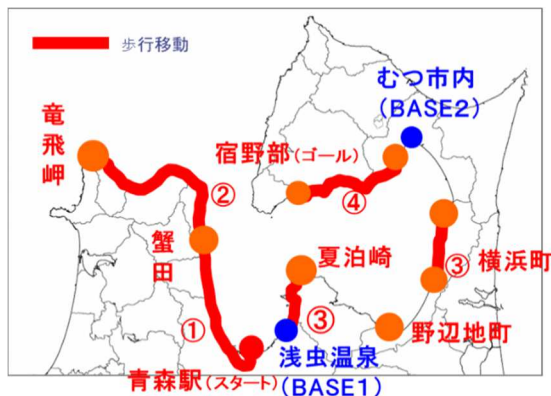 歩行移動
むつ市内
(BASE2)
竜飛岬
宿野部(ゴール)
②
④
蟹田
夏泊崎
③
横浜町
①
③
野辺地町
浅虫温泉
青森駅(スタート)
(BASE1)